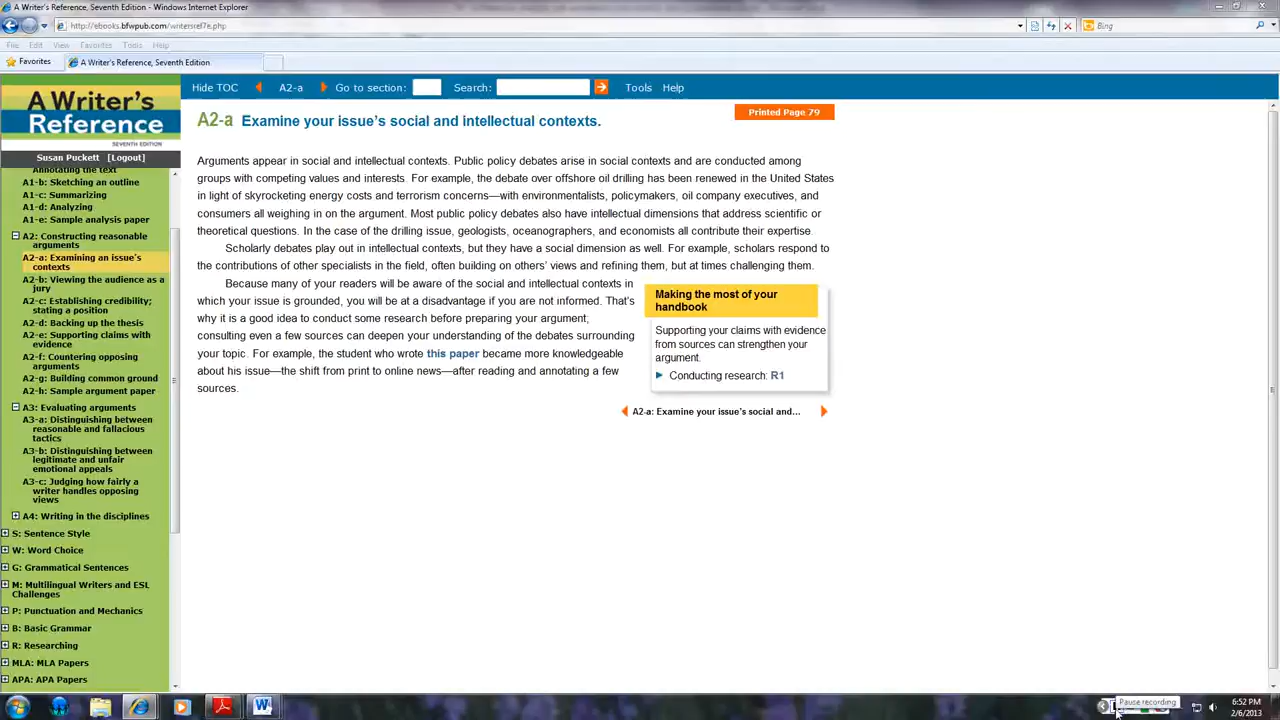 A Writer's Reference, Seventh Edition - Windows Internet Explorer
http://ebooks.bfwpub.com/writersref7e.php
Bing
File Edit View Favorites Tools Help
Favorites
A Writer's Reference, Seventh Edition
Hide TOC A2-a Go to section: Search: Tools Help
A Writer's
Reference
SEVENTH EDITION
Susan Puckett [Logout]
Annotating the text
A1-b: Sketching an outline
A1-c: Summarizing
A1-d: Analyzing
A1-e: Sample analysis paper
A2: Constructing reasonable
arguments
A2-a: Examining an issue's
contexts
A2-b: Viewing the audience as a
jury
A2-c: Establishing credibility;
stating a position
A2-d: Backing up the thesis
A2-e: Supporting claims with
evidence
A2-f: Countering opposing
arguments
A2-g: Building common ground
A2-h: Sample argument paper
A3: Evaluating arguments
A3-a: Distinguishing between
reasonable and fallacious
tactics
A3-b: Distinguishing between
legitimate and unfair
emotional appeals
A3-c: Judging how fairly a
writer handles opposing
views
A4: Writing in the disciplines
S: Sentence Style
W: Word Choice
G: Grammatical Sentences
M: Multilingual Writers and ESL
Challenges
P: Punctuation and Mechanics
B: Basic Grammar
R: Researching
MLA: MLA Papers
APA: APA Papers
Printed Page 79
A2-a Examine your issue's social and intellectual contexts.
Arguments appear in social and intellectual contexts. Public policy debates arise in social contexts and are conducted among
groups with competing values and interests. For example, the debate over offshore oil drilling has been renewed in the United States
in light of skyrocketing energy costs and terrorism concerns—with environmentalists, policymakers, oil company executives, and
consumers all weighing in on the argument. Most public policy debates also have intellectual dimensions that address scientific or
theoretical questions. In the case of the drilling issue, geologists, oceanographers, and economists all contribute their expertise.
Scholarly debates play out in intellectual contexts, but they have a social dimension as well. For example, scholars respond to
the contributions of other specialists in the field, often building on others' views and refining them, but at times challenging them.
Because many of your readers will be aware of the social and intellectual contexts in
which your issue is grounded, you will be at a disadvantage if you are not informed. That's
why it is a good idea to conduct some research before preparing your argument;
consulting even a few sources can deepen your understanding of the debates surrounding
your topic. For example, the student who wrote this paper became more knowledgeable
about his issue—the shift from print to online news—after reading and annotating a few
sources.
Making the most of your
handbook
Supporting your claims with evidence
from sources can strengthen your
argument.
Conducting research: R1
A2-a: Examine your issue's social and...
Pause recording
6:52 PM
2/6/2013